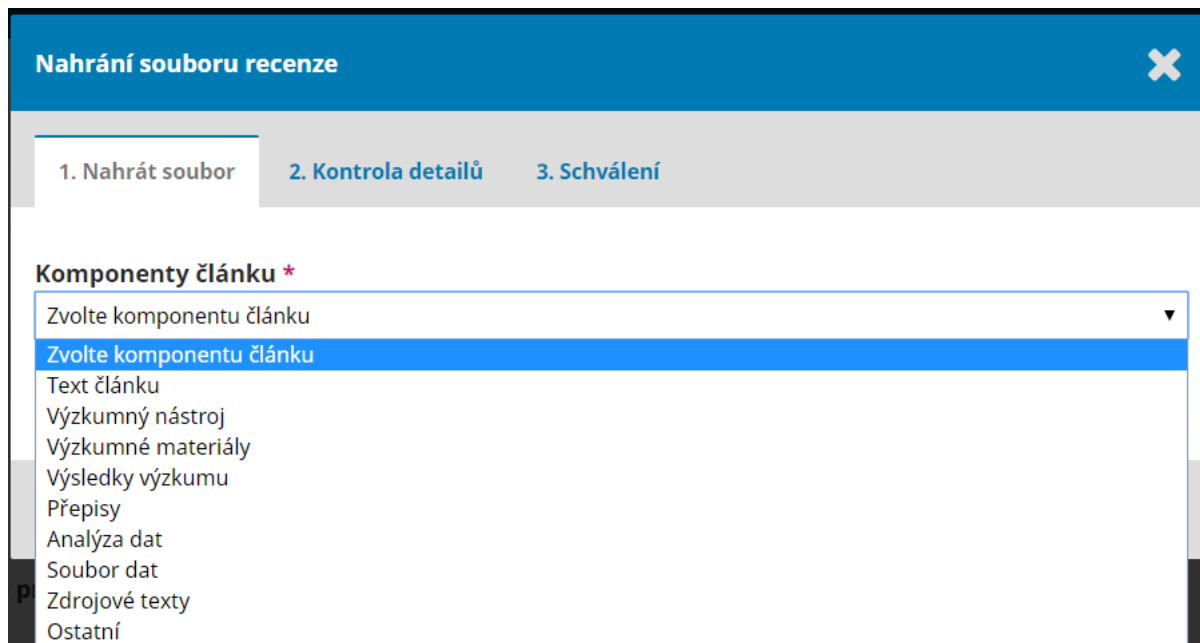 Nahrání souboru recenze
1. Nahrát soubor 2. Kontrola detailů 3. Schválení
Komponenty článku *
Zvolte komponentu článku
Zvolte komponentu článku
Text článku
Výzkumný nástroj
Výzkumné materiály
Výsledky výzkumu
Přepisy
Analýza dat
Soubor dat
Zdrojové texty
Ostatní